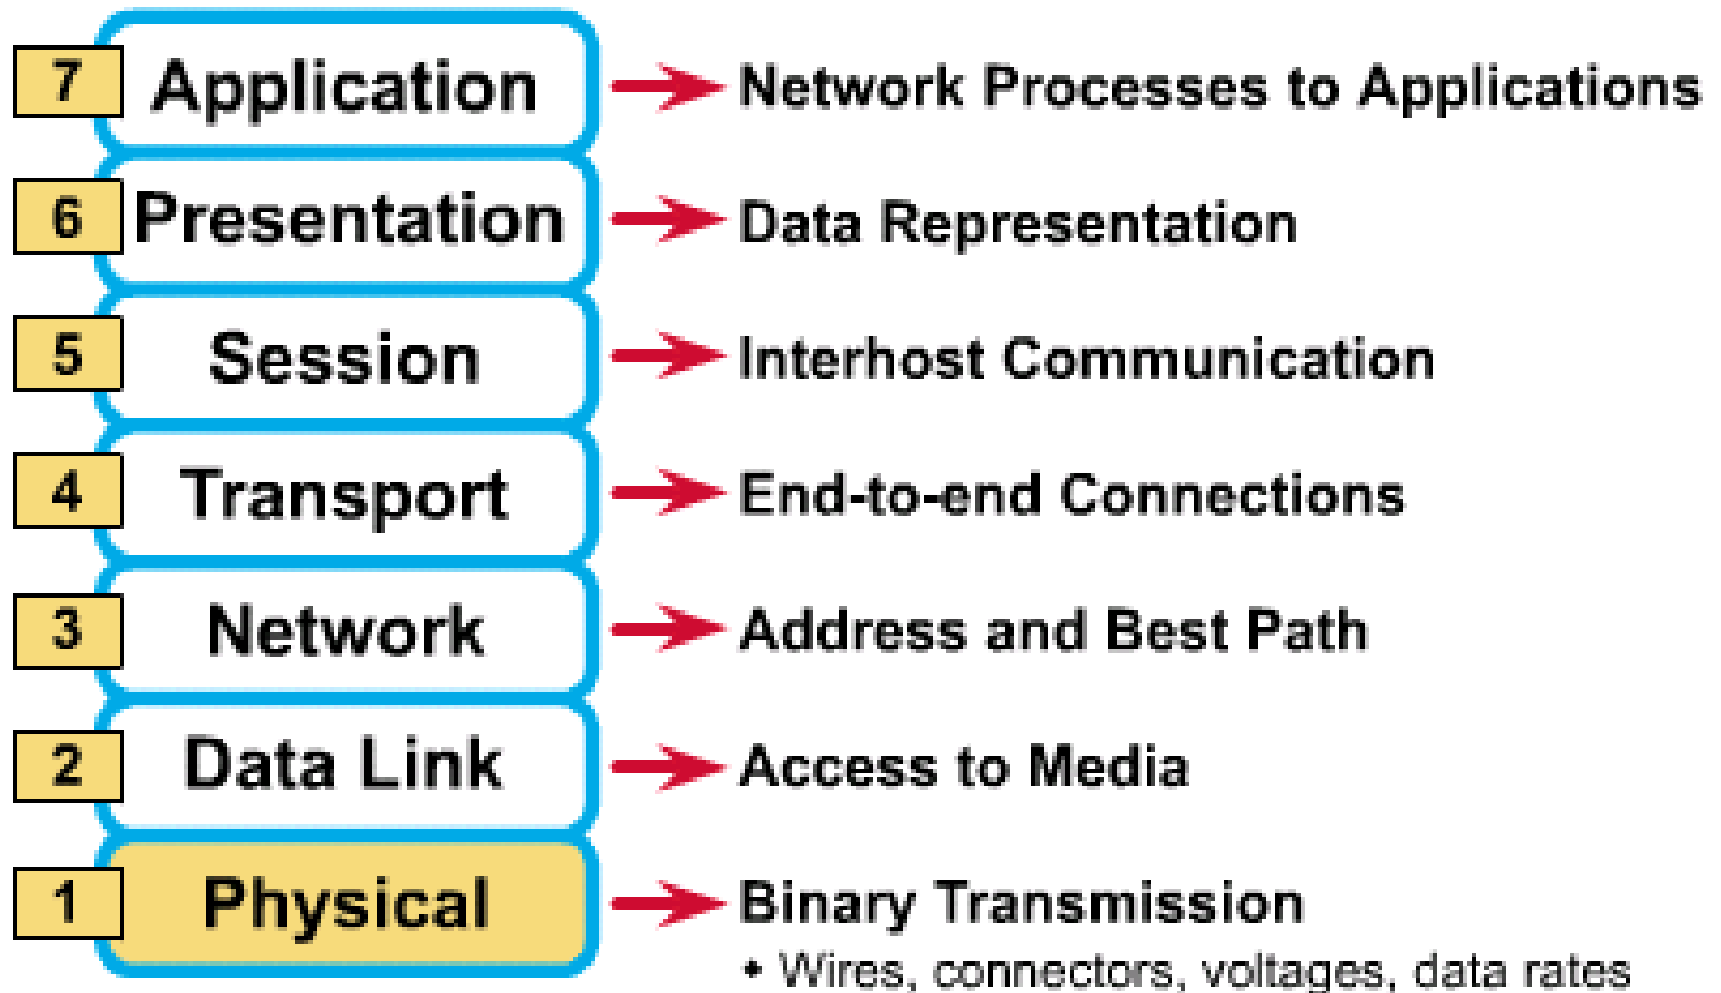 7 Application Network Processes to Applications
6 Presentation Data Representation
5 Session Interhost Communication
4 Transport End-to-end Connections
3 Network Address and Best Path
2 Data Link Access to Media
1 Physical Binary Transmission
• Wires, connectors, voltages, data rates